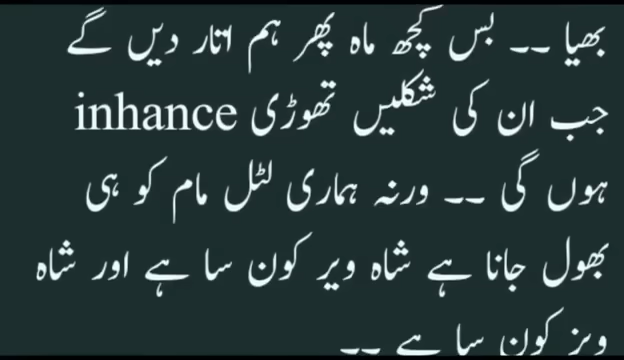 بھیا ۔۔ بس کچھ ماہ پھر ہم اتار دیں گے
جب ان کی شکلیں تھوڑی inhance
ہوں گی ۔۔ ورنہ ہماری لٹل مام کو ہی
بھول جانا ہے شاہ ویر کون سا ہے اور شاہ
ویز کون سا ہے ۔۔